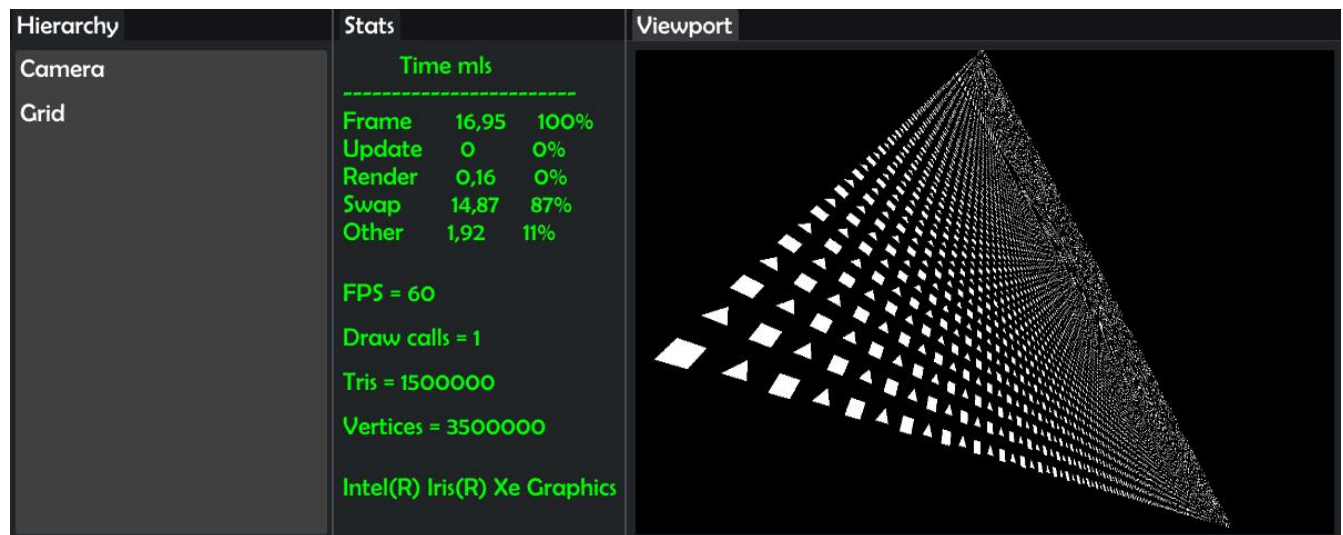 Hierarchy
Camera
Grid
Stats
Time mls
------------------------
Frame 16,95 100%
Update 0 0%
Render 0,16 0%
Swap 14,87 87%
Other 1,92 11%
FPS = 60
Draw calls = 1
Tris = 1500000
Vertices = 3500000
Intel(R) Iris(R) Xe Graphics
Viewport